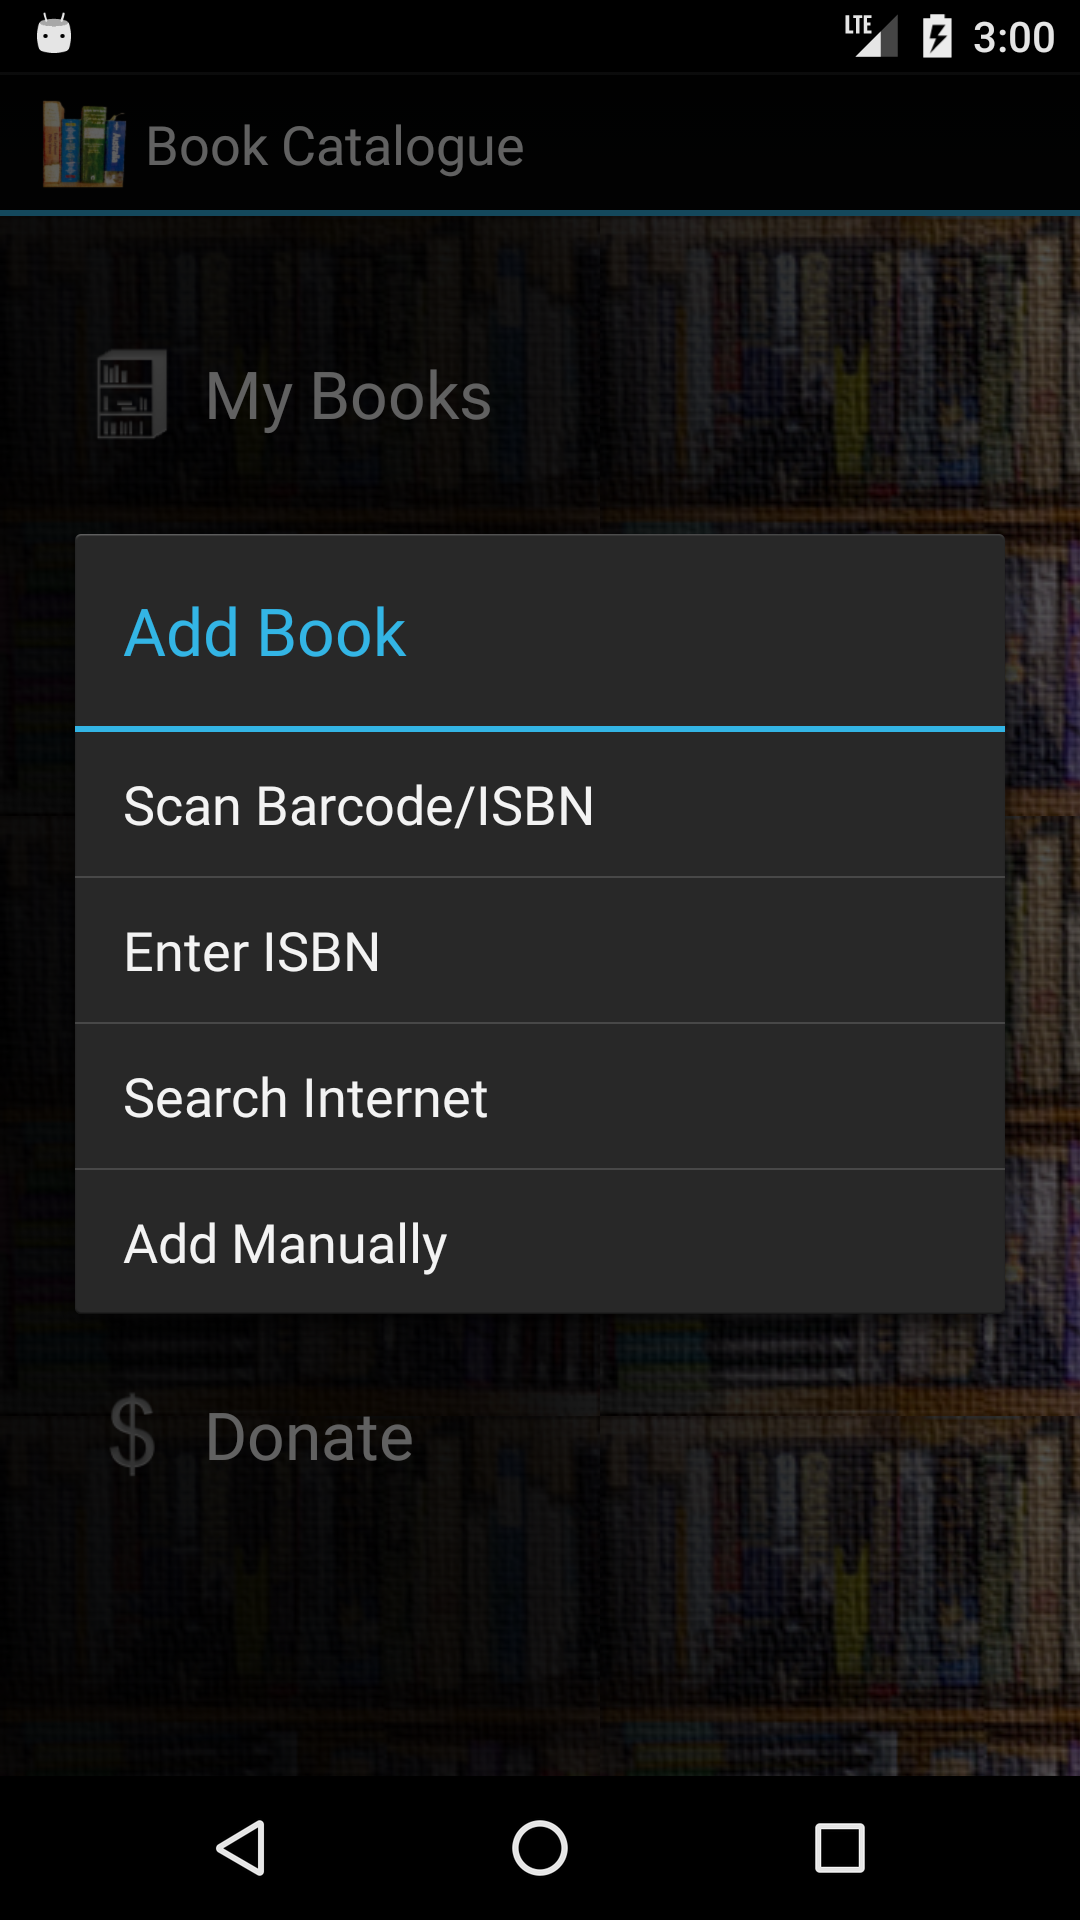 LTE 3:00
Book Catalogue
My Books
Add Book
Scan Barcode/ISBN
Enter ISBN
Search Internet
Add Manually
$ Donate